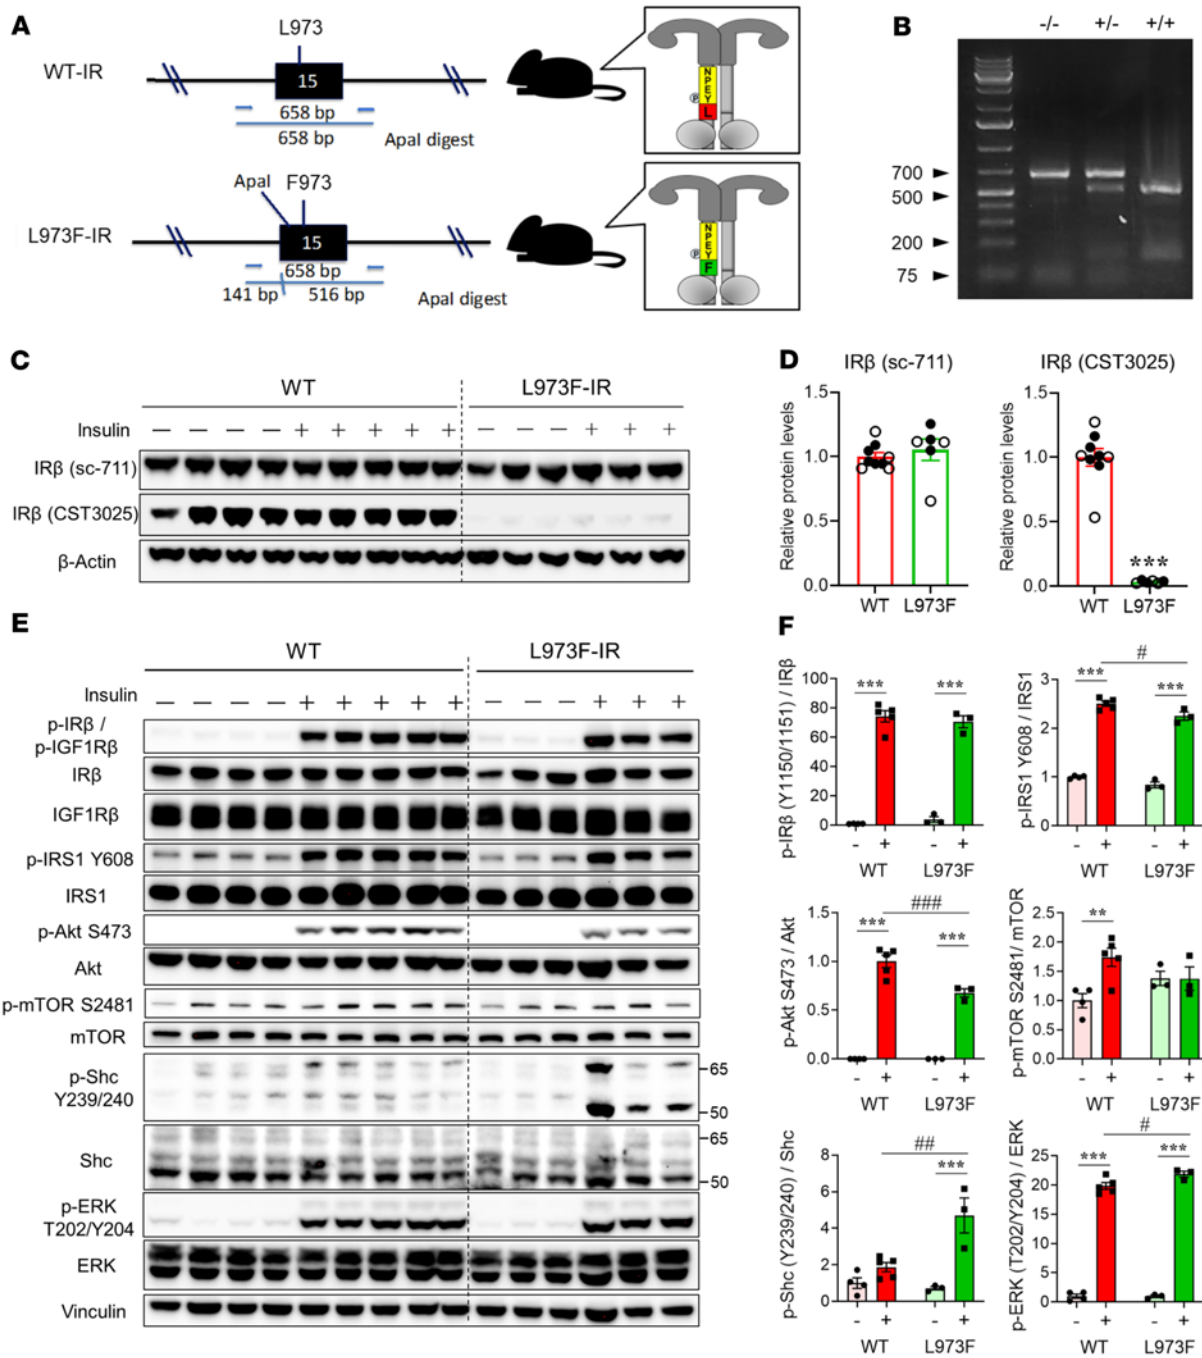 A
L973
WT-IR
15
658 bp
658 bp
ApaI digest
NPEY
P
L
ApaI
F973
L973F-IR
15
658 bp
141 bp
516 bp
ApaI digest
NPEY
P
F
B
-/- +/- +/+
700
500
200
75
C
WT
L973F-IR
Insulin − − − − + + + + + − − − + + +
IRβ (sc-711)
IRβ (CST3025)
β-Actin
D
IRβ (sc-711)
Relative protein levels
1.5
1.0
0.5
0.0
WT L973F
IRβ (CST3025)
Relative protein levels
1.5
1.0
0.5
0.0
***
WT L973F
E
WT
L973F-IR
Insulin − − − − + + + + + − − − + + +
p-IRβ /
p-IGF1Rβ
IRβ
IGF1Rβ
p-IRS1 Y608
IRS1
p-Akt S473
Akt
p-mTOR S2481
mTOR
p-Shc
Y239/240
65
50
Shc
65
50
p-ERK
T202/Y204
ERK
Vinculin
F
p-IRβ (Y1150/1151) / IRβ
100
80
60
40
20
0
*** ***
- + - +
WT L973F
p-IRS1 Y608 / IRS1
3
2
1
0
#
*** ***
- + - +
WT L973F
p-Akt S473 / Akt
1.5
1.0
0.5
0.0
###
*** ***
- + - +
WT L973F
p-mTOR S2481/ mTOR
2.5
2.0
1.5
1.0
0.5
0.0
**
- + - +
WT L973F
p-Shc (Y239/240) / Shc
8
6
4
2
0
##
***
- + - +
WT L973F
p-ERK (T202/Y204) / ERK
25
20
15
10
5
0
#
*** ***
- + - +
WT L973F